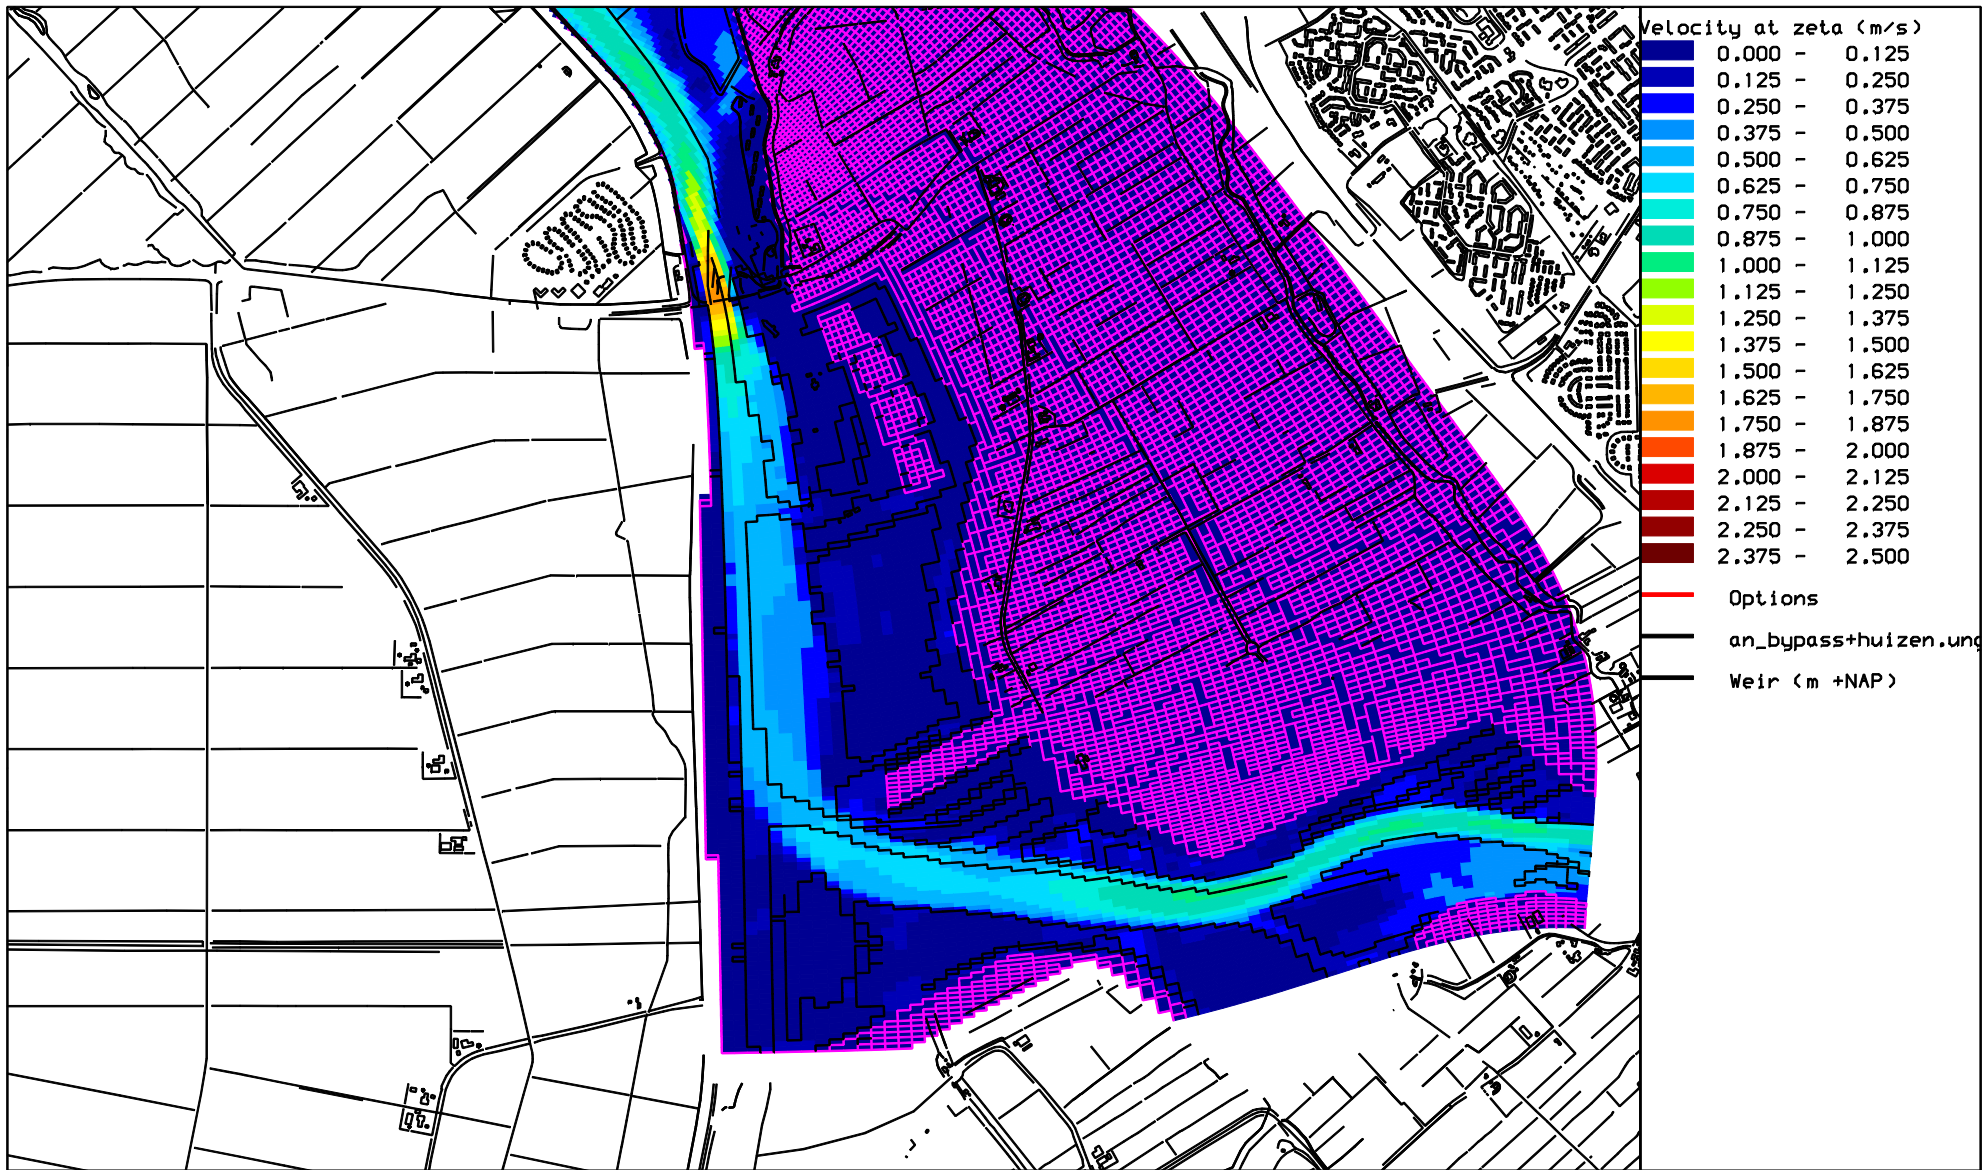 Velocity at zeta (m/s)
0.000 - 0.125
0.125 - 0.250
0.250 - 0.375
0.375 - 0.500
0.500 - 0.625
0.625 - 0.750
0.750 - 0.875
0.875 - 1.000
1.000 - 1.125
1.125 - 1.250
1.250 - 1.375
1.375 - 1.500
1.500 - 1.625
1.625 - 1.750
1.750 - 1.875
1.875 - 2.000
2.000 - 2.125
2.125 - 2.250
2.250 - 2.375
2.375 - 2.500
Options
an_bypass+huizen.ung
Weir (m +NAP)